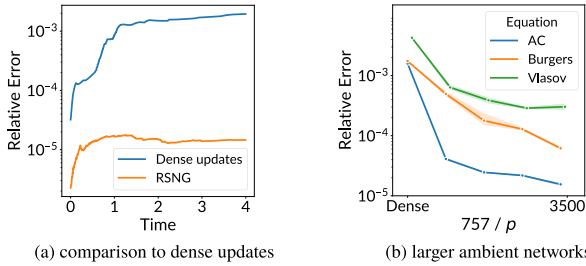 Relative Error
10⁻³
10⁻⁴
10⁻⁵
Dense updates
RSNG
0 1 2 3 4
Time
(a) comparison to dense updates
Relative Error
10⁻³
10⁻⁴
10⁻⁵
Equation
AC
Burgers
Vlasov
Dense 3500
757 / p
(b) larger ambient networks